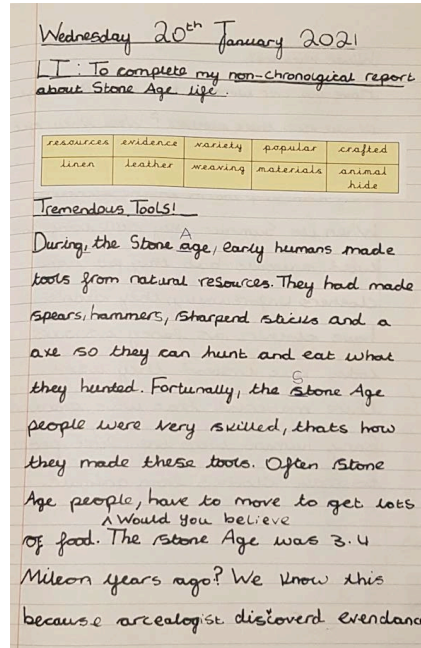 Wednesday 20th January 2021
LI: To complete my non-chronolgical report
about Stone Age life.
resources evidence variety popular crafted
linen leather weaving materials animal
hide
Tremendous Tools!
A
During, the Stone age, early humans made
tools from natural resources. They had made
spears, hammers, sharpend sticks and a
axe so they can hunt and eat what
S
they hunted. Fortunally, the stone Age
people were very skilled, thats how
they made these tools. Often Stone
Age people, have to move to get lots
^ Would you believe
of food. The Stone Age was 3.4
Mileon years ago? We know this
because arcealogist discoverd evendanc